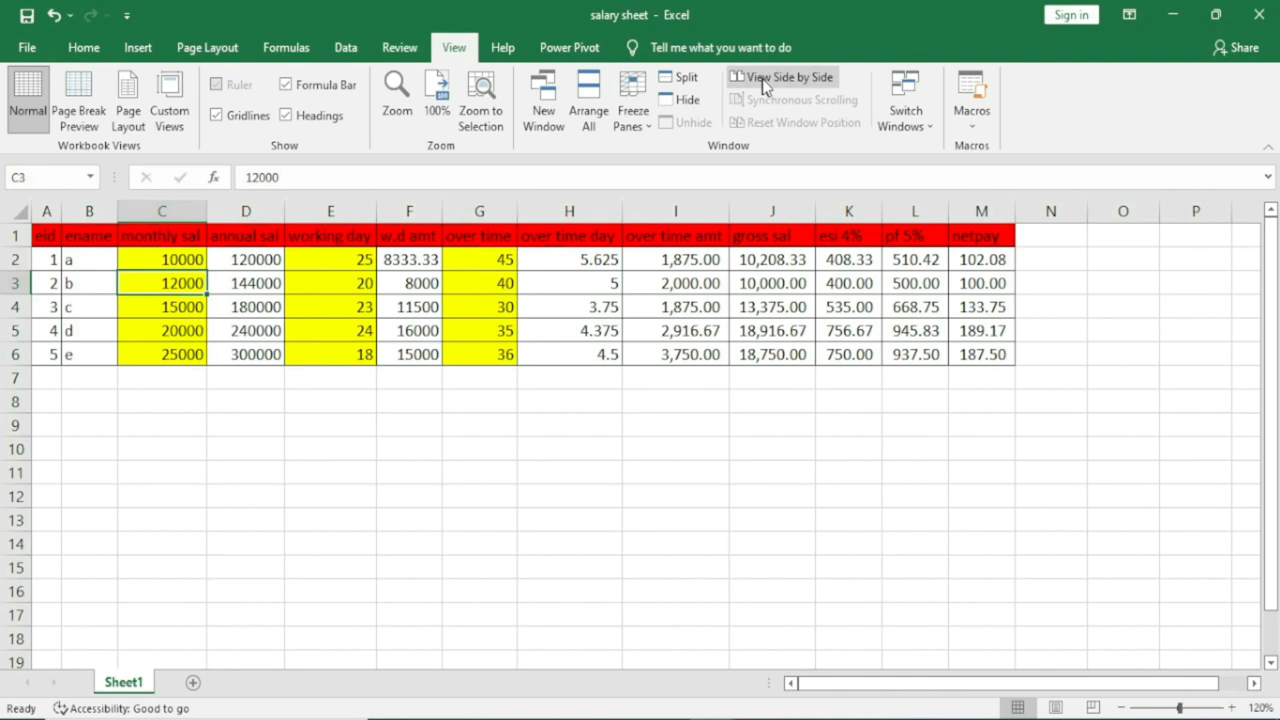 salary sheet - Excel
Sign in
File Home Insert Page Layout Formulas Data Review View Help Power Pivot Tell me what you want to do Share
Normal Page Break Preview Page Layout Custom Views
Workbook Views
Ruler Formula Bar
Gridlines Headings
Show
Zoom 100% Zoom to Selection
Zoom
New Window Arrange All Freeze Panes
Split
Hide
Unhide
View Side by Side
Synchronous Scrolling
Reset Window Position
Switch Windows
Window
Macros
Macros
C3 fx 12000
A B C D E F G H I J K L M N O P
1 eid ename monthly sal annual sal working day w.d amt over time over time day over time amt gross sal esi 4% pf 5% netpay
2 1 a 10000 120000 25 8333.33 45 5.625 1,875.00 10,208.33 408.33 510.42 102.08
3 2 b 12000 144000 20 8000 40 5 2,000.00 10,000.00 400.00 500.00 100.00
4 3 c 15000 180000 23 11500 30 3.75 1,875.00 13,375.00 535.00 668.75 133.75
5 4 d 20000 240000 24 16000 35 4.375 2,916.67 18,916.67 756.67 945.83 189.17
6 5 e 25000 300000 18 15000 36 4.5 3,750.00 18,750.00 750.00 937.50 187.50
7
8
9
10
11
12
13
14
15
16
17
18
19
Sheet1
Ready Accessibility: Good to go 120%